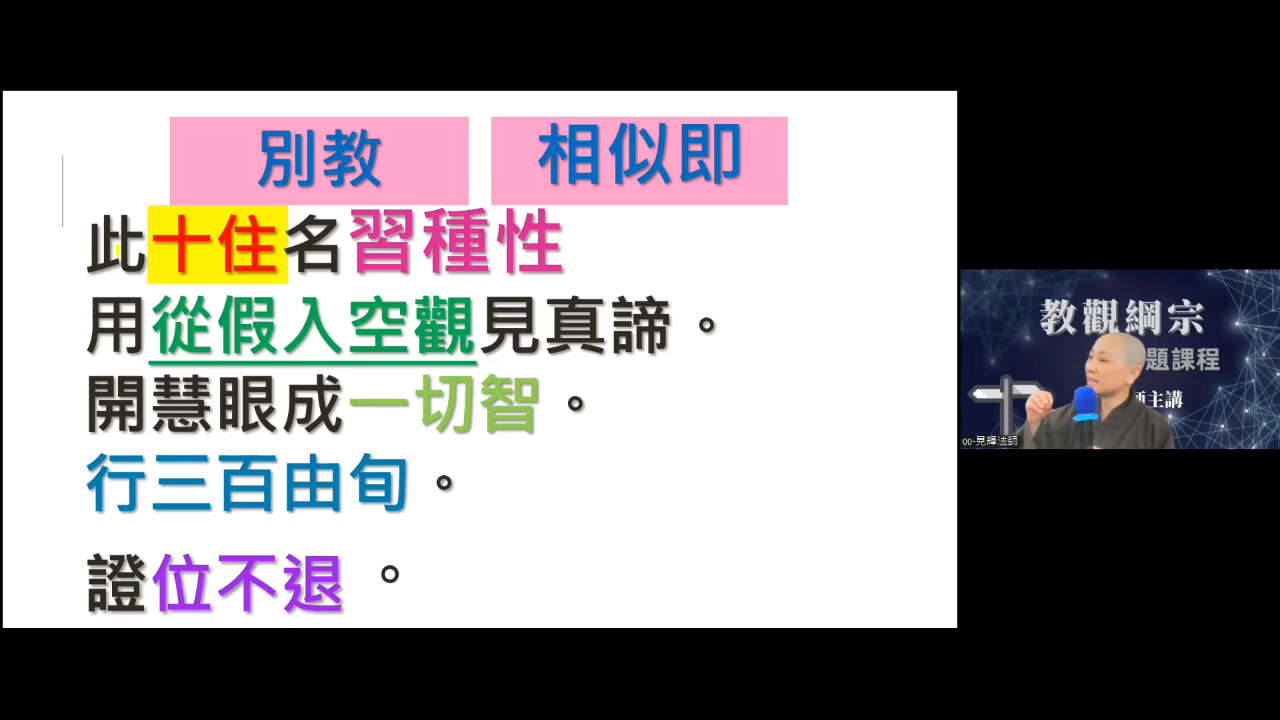 別教 相似即
此十住名習種性
用從假入空觀見真諦。
開慧眼成一切智。
行三百由旬。
證位不退。
教觀綱宗
題課程
師主講
00-見輝法師